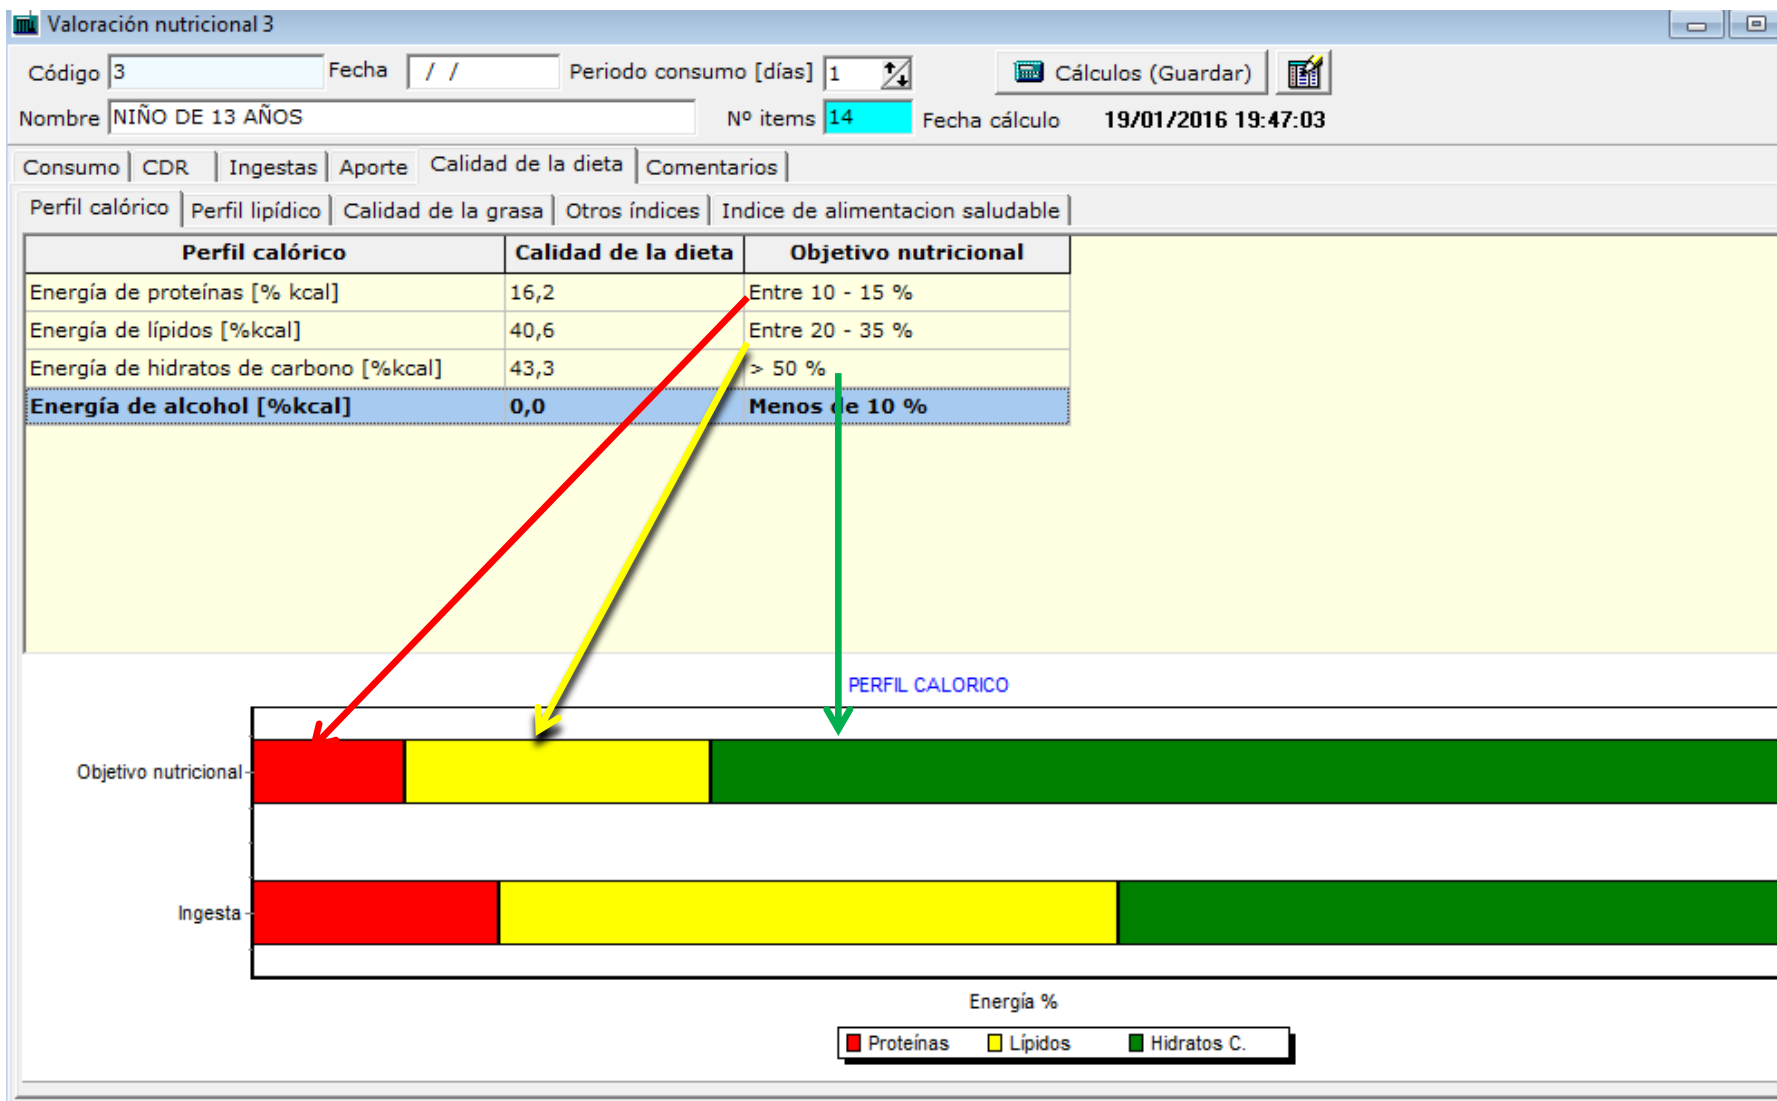 Valoración nutricional 3
Código 3 Fecha / / Periodo consumo [días] 1 Cálculos (Guardar)
Nombre NIÑO DE 13 AÑOS Nº items 14 Fecha cálculo 19/01/2016 19:47:03
Consumo CDR Ingestas Aporte Calidad de la dieta Comentarios
Perfil calórico Perfil lipídico Calidad de la grasa Otros índices Indice de alimentacion saludable
Perfil calórico Calidad de la dieta Objetivo nutricional
Energía de proteínas [% kcal] 16,2 Entre 10 - 15 %
Energía de lípidos [%kcal] 40,6 Entre 20 - 35 %
Energía de hidratos de carbono [%kcal] 43,3 > 50 %
Energía de alcohol [%kcal] 0,0 Menos de 10 %
PERFIL CALORICO
Objetivo nutricional
Ingesta
Energía %
Proteínas Lípidos Hidratos C.